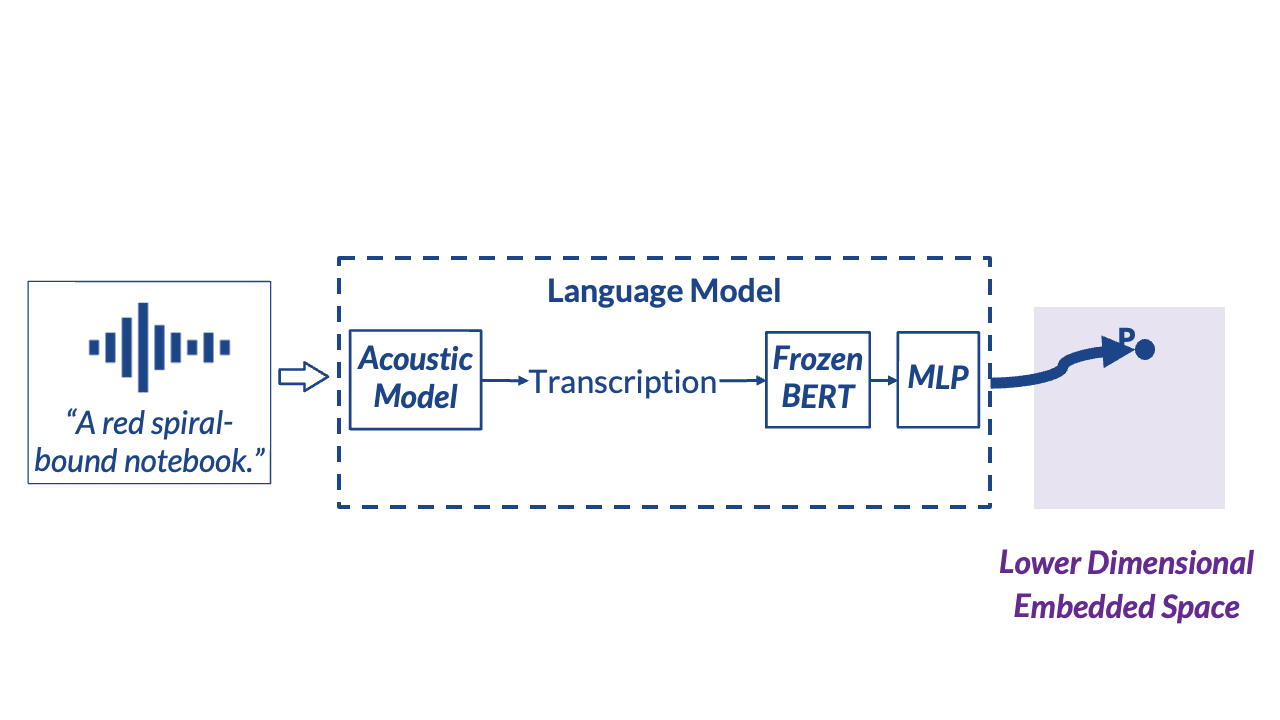 Language Model
Acoustic
Model
Transcription
Frozen
BERT
MLP
P
“A red spiral-
bound notebook.”
Lower Dimensional
Embedded Space